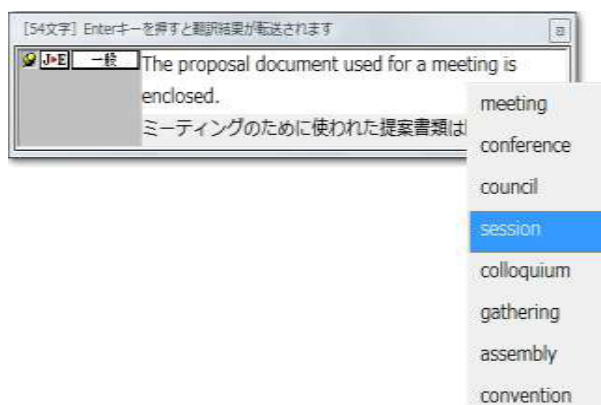 [54文字] Enterキーを押すと翻訳結果が転送されます
J▶E 一般 The proposal document used for a meeting is
enclosed.
ミーティングのために使われた提案書類は
meeting
conference
council
session
colloquium
gathering
assembly
convention